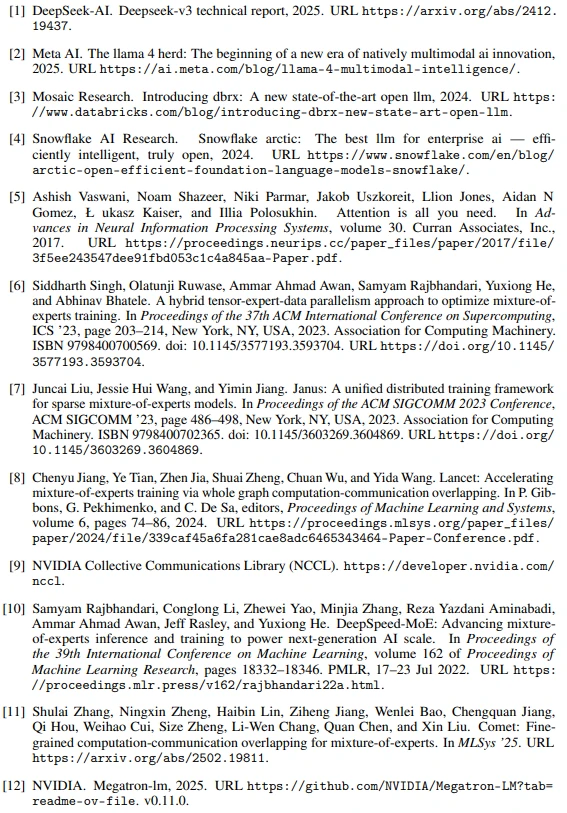 [1] DeepSeek-AI. Deepseek-v3 technical report, 2025. URL https://arxiv.org/abs/2412.
19437.
[2] Meta AI. The llama 4 herd: The beginning of a new era of natively multimodal ai innovation,
2025. URL https://ai.meta.com/blog/llama-4-multimodal-intelligence/.
[3] Mosaic Research. Introducing dbrx: A new state-of-the-art open llm, 2024. URL https:
//www.databricks.com/blog/introducing-dbrx-new-state-art-open-llm.
[4] Snowflake AI Research. Snowflake arctic: The best llm for enterprise ai — effi-
ciently intelligent, truly open, 2024. URL https://www.snowflake.com/en/blog/
arctic-open-efficient-foundation-language-models-snowflake/.
[5] Ashish Vaswani, Noam Shazeer, Niki Parmar, Jakob Uszkoreit, Llion Jones, Aidan N
Gomez, Ł ukasz Kaiser, and Illia Polosukhin. Attention is all you need. In Ad-
vances in Neural Information Processing Systems, volume 30. Curran Associates, Inc.,
2017. URL https://proceedings.neurips.cc/paper_files/paper/2017/file/
3f5ee243547dee91fbd053c1c4a845aa-Paper.pdf.
[6] Siddharth Singh, Olatunji Ruwase, Ammar Ahmad Awan, Samyam Rajbhandari, Yuxiong He,
and Abhinav Bhatele. A hybrid tensor-expert-data parallelism approach to optimize mixture-of-
experts training. In Proceedings of the 37th ACM International Conference on Supercomputing,
ICS ’23, page 203–214, New York, NY, USA, 2023. Association for Computing Machinery.
ISBN 9798400700569. doi: 10.1145/3577193.3593704. URL https://doi.org/10.1145/
3577193.3593704.
[7] Juncai Liu, Jessie Hui Wang, and Yimin Jiang. Janus: A unified distributed training framework
for sparse mixture-of-experts models. In Proceedings of the ACM SIGCOMM 2023 Conference,
ACM SIGCOMM ’23, page 486–498, New York, NY, USA, 2023. Association for Computing
Machinery. ISBN 9798400702365. doi: 10.1145/3603269.3604869. URL https://doi.org/
10.1145/3603269.3604869.
[8] Chenyu Jiang, Ye Tian, Zhen Jia, Shuai Zheng, Chuan Wu, and Yida Wang. Lancet: Accelerating
mixture-of-experts training via whole graph computation-communication overlapping. In P. Gib-
bons, G. Pekhimenko, and C. De Sa, editors, Proceedings of Machine Learning and Systems,
volume 6, pages 74–86, 2024. URL https://proceedings.mlsys.org/paper_files/
paper/2024/file/339caf45a6fa281cae8adc6465343464-Paper-Conference.pdf.
[9] NVIDIA Collective Communications Library (NCCL). https://developer.nvidia.com/
nccl.
[10] Samyam Rajbhandari, Conglong Li, Zhewei Yao, Minjia Zhang, Reza Yazdani Aminabadi,
Ammar Ahmad Awan, Jeff Rasley, and Yuxiong He. DeepSpeed-MoE: Advancing mixture-
of-experts inference and training to power next-generation AI scale. In Proceedings of
the 39th International Conference on Machine Learning, volume 162 of Proceedings of
Machine Learning Research, pages 18332–18346. PMLR, 17–23 Jul 2022. URL https:
//proceedings.mlr.press/v162/rajbhandari22a.html.
[11] Shulai Zhang, Ningxin Zheng, Haibin Lin, Ziheng Jiang, Wenlei Bao, Chengquan Jiang,
Qi Hou, Weihao Cui, Size Zheng, Li-Wen Chang, Quan Chen, and Xin Liu. Comet: Fine-
grained computation-communication overlapping for mixture-of-experts. In MLSys ’25. URL
https://arxiv.org/abs/2502.19811.
[12] NVIDIA. Megatron-lm, 2025. URL https://github.com/NVIDIA/Megatron-LM?tab=
readme-ov-file. v0.11.0.